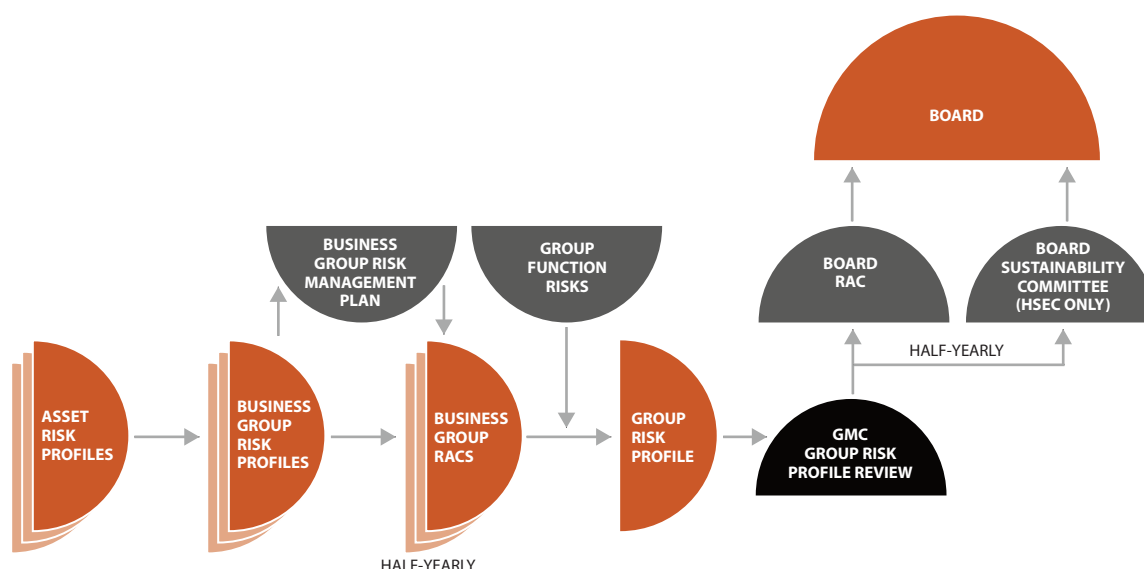 BOARD
BUSINESS
GROUP RISK
MANAGEMENT
PLAN
GROUP
FUNCTION
RISKS
BOARD
RAC
BOARD
SUSTAINABILITY
COMMITTEE
(HSEC ONLY)
HALF-YEARLY
ASSET
RISK
PROFILES
BUSINESS
GROUP
RISK
PROFILES
BUSINESS
GROUP
RACS
GROUP
RISK
PROFILE
GMC
GROUP RISK
PROFILE REVIEW
HALF-YEARLY